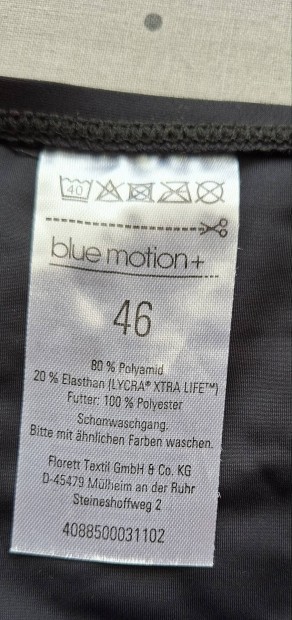 40
blue motion+
46
80 % Polyamid
20 % Elasthan (LYCRA® XTRA LIFE™)
Futter: 100 % Polyester
Schonwaschgang.
Bitte mit ähnlichen Farben waschen.
Florett Textil GmbH & Co. KG
D-45479 Mülheim an der Ruhr
Steineshoffweg 2
4088500031102